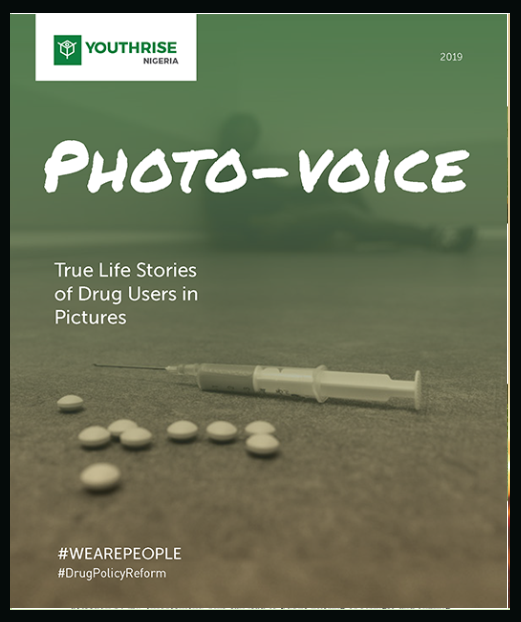 YOUTHRISE
NIGERIA
2019
PHOTO-VOICE
True Life Stories
of Drug Users in
Pictures
#WEAREPEOPLE
#DrugPolicyReform